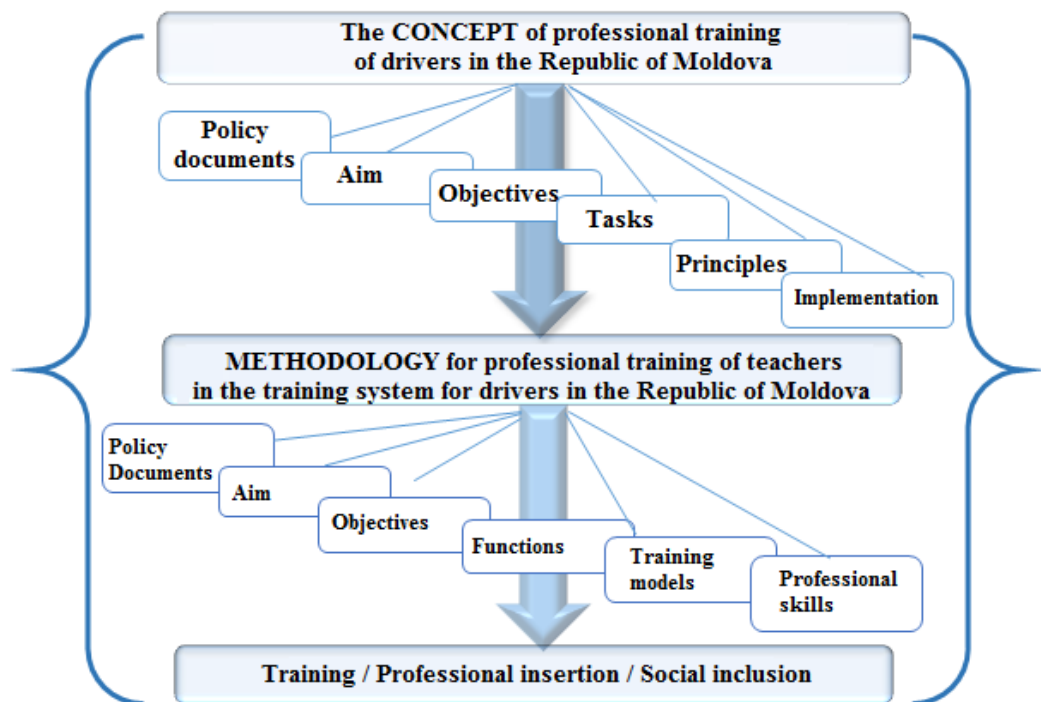 The CONCEPT of professional training
of drivers in the Republic of Moldova
Policy
documents
Aim
Objectives
Tasks
Principles
Implementation
METHODOLOGY for professional training of teachers
in the training system for drivers in the Republic of Moldova
Policy
Documents
Aim
Objectives
Functions
Training
models
Professional
skills
Training / Professional insertion / Social inclusion